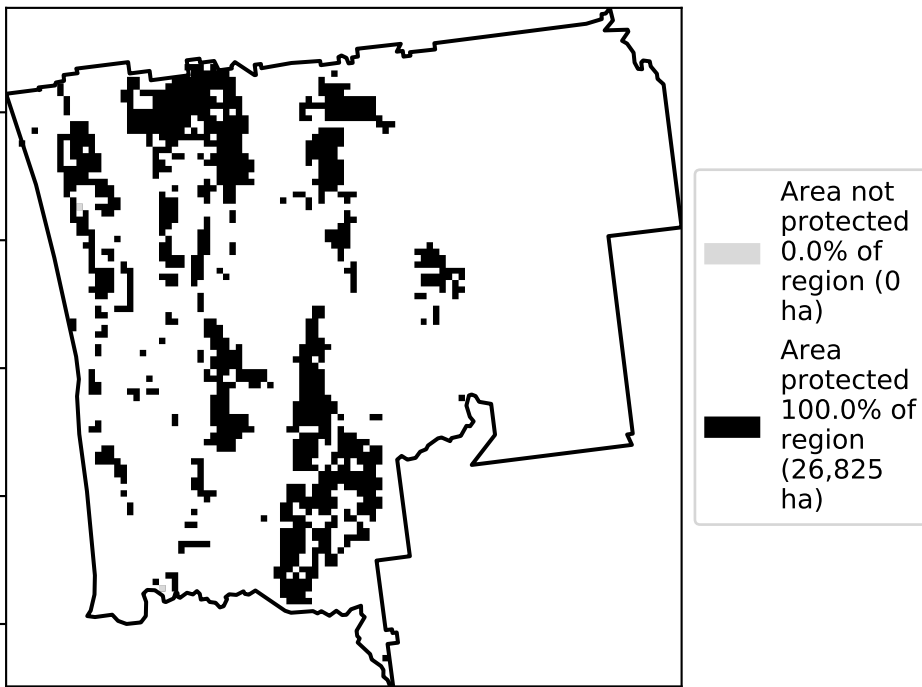 Area not
protected
0.0% of
region (0
ha)
Area
protected
100.0% of
region
(26,825
ha)